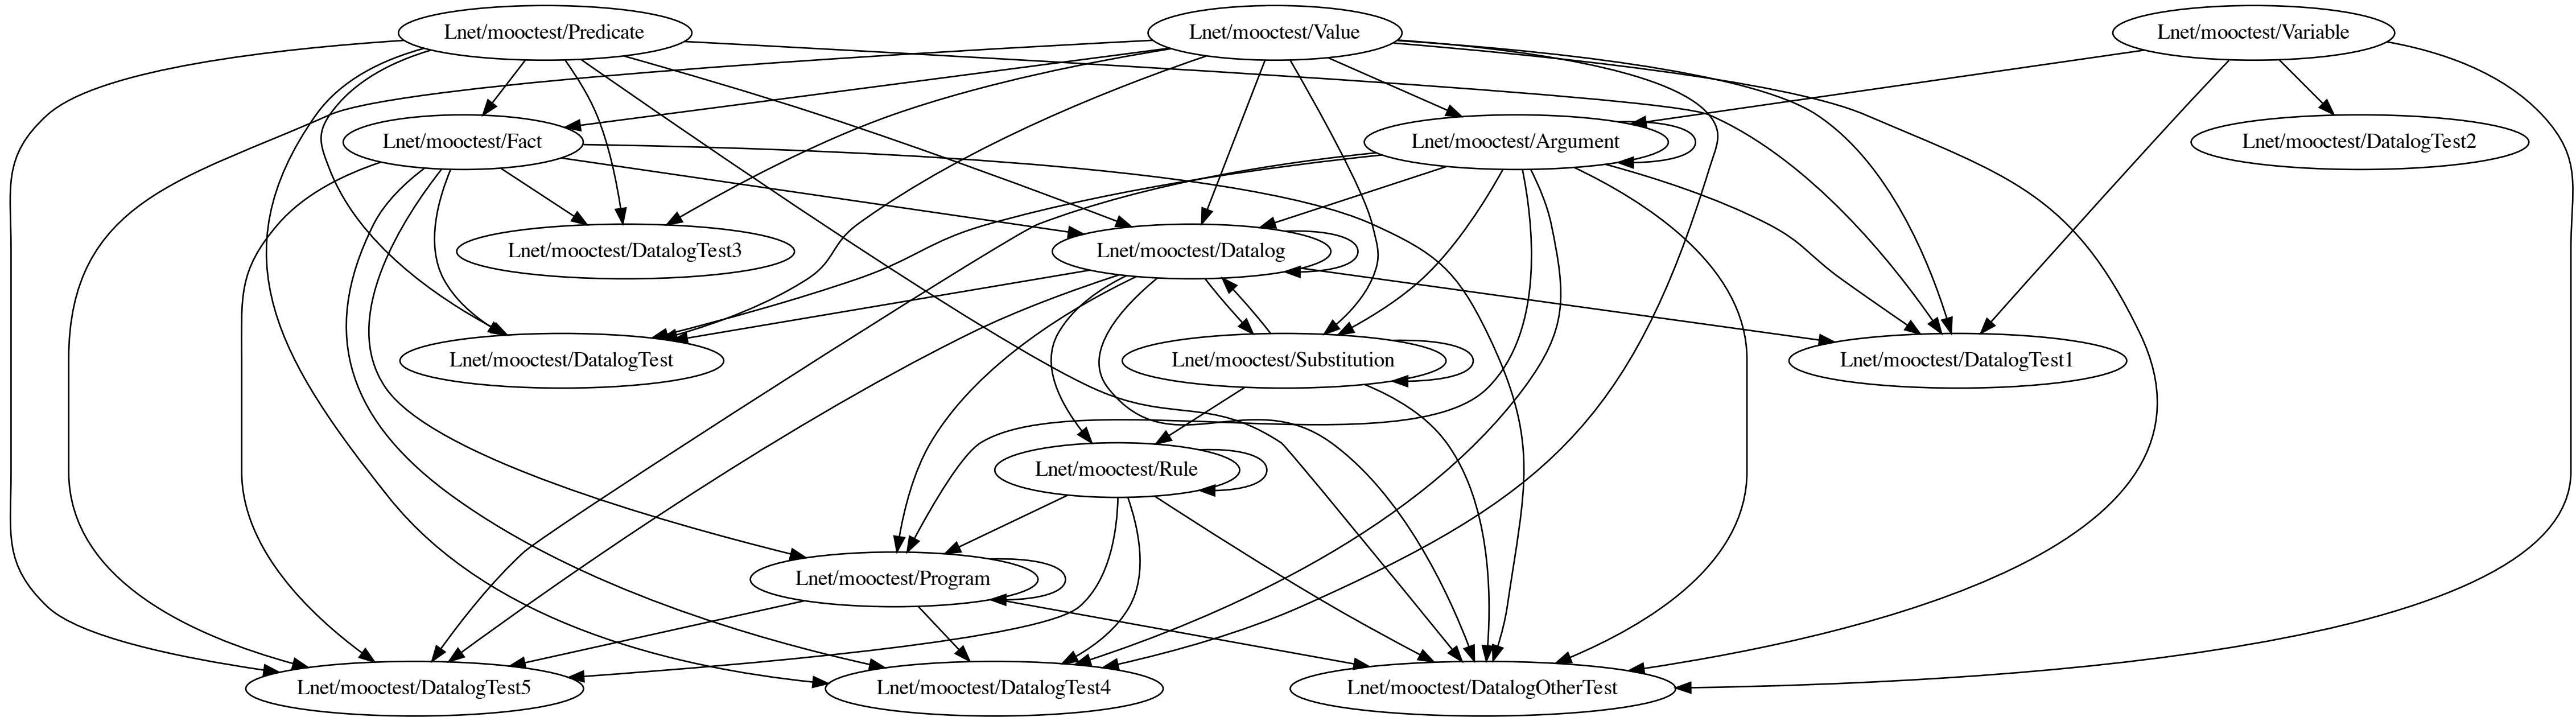 Lnet/mooctest/Predicate
Lnet/mooctest/Value
Lnet/mooctest/Variable
Lnet/mooctest/Fact
Lnet/mooctest/Argument
Lnet/mooctest/DatalogTest2
Lnet/mooctest/DatalogTest3
Lnet/mooctest/Datalog
Lnet/mooctest/DatalogTest
Lnet/mooctest/Substitution
Lnet/mooctest/DatalogTest1
Lnet/mooctest/Rule
Lnet/mooctest/Program
Lnet/mooctest/DatalogTest5
Lnet/mooctest/DatalogTest4
Lnet/mooctest/DatalogOtherTest